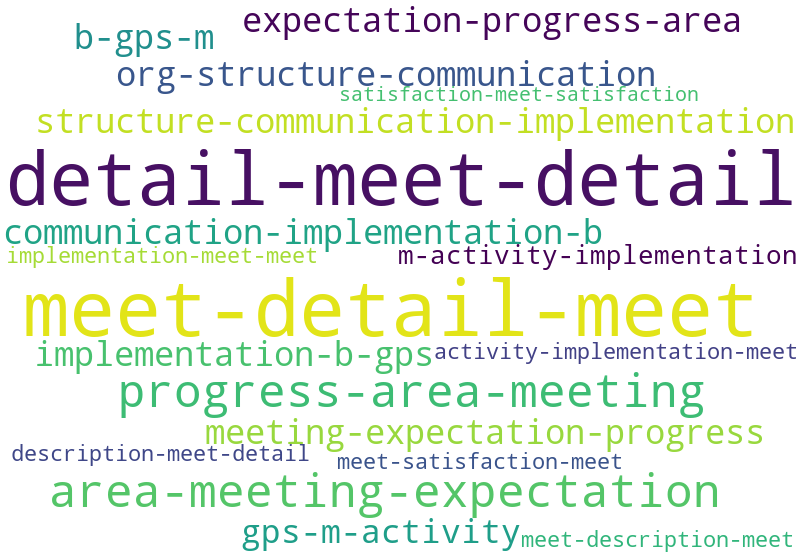 expectation-progress-area
b-gps-m
org-structure-communication
satisfaction-meet-satisfaction
structure-communication-implementation
detail-meet-detail
communication-implementation-b
implementation-meet-meet
m-activity-implementation
meet-detail-meet
implementation-b-gps
activity-implementation-meet
progress-area-meeting
meeting-expectation-progress
description-meet-detail
meet-satisfaction-meet
area-meeting-expectation
gps-m-activity
meet-description-meet